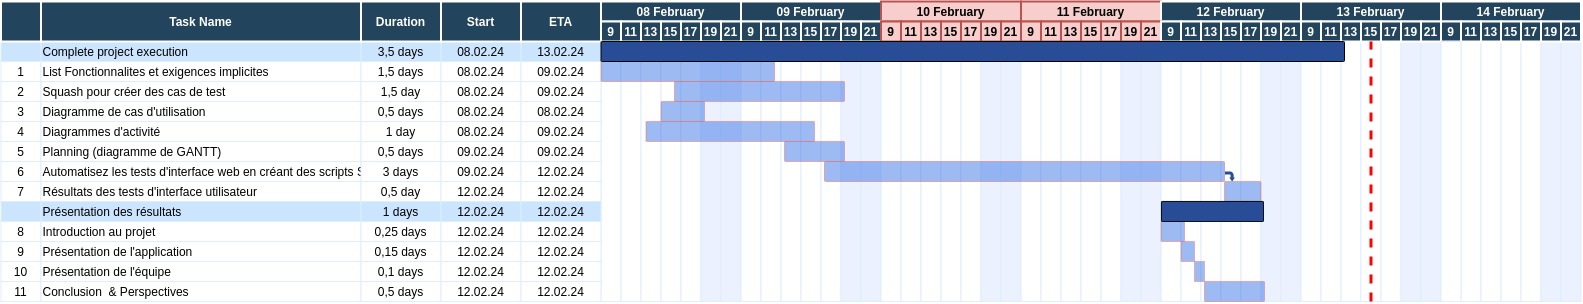 Task Name Duration Start ETA 08 February 09 February 10 February 11 February 12 February 13 February 14 February
9 11 13 15 17 19 21 9 11 13 15 17 19 21 9 11 13 15 17 19 21 9 11 13 15 17 19 21 9 11 13 15 17 19 21 9 11 13 15 17 19 21 9 11 13 15 17 19 21
Complete project execution 3,5 days 08.02.24 13.02.24
1 List Fonctionnalites et exigences implicites 1,5 days 08.02.24 09.02.24
2 Squash pour créer des cas de test 1,5 day 08.02.24 09.02.24
3 Diagramme de cas d'utilisation 0,5 days 08.02.24 08.02.24
4 Diagrammes d'activité 1 day 08.02.24 09.02.24
5 Planning (diagramme de GANTT) 0,5 days 09.02.24 09.02.24
6 Automatisez les tests d'interface web en créant des scripts 3 days 09.02.24 12.02.24
7 Résultats des tests d'interface utilisateur 0,5 day 12.02.24 12.02.24
Présentation des résultats 1 days 12.02.24 12.02.24
8 Introduction au projet 0,25 days 12.02.24 12.02.24
9 Présentation de l'application 0,15 days 12.02.24 12.02.24
10 Présentation de l'équipe 0,1 days 12.02.24 12.02.24
11 Conclusion & Perspectives 0,5 days 12.02.24 12.02.24